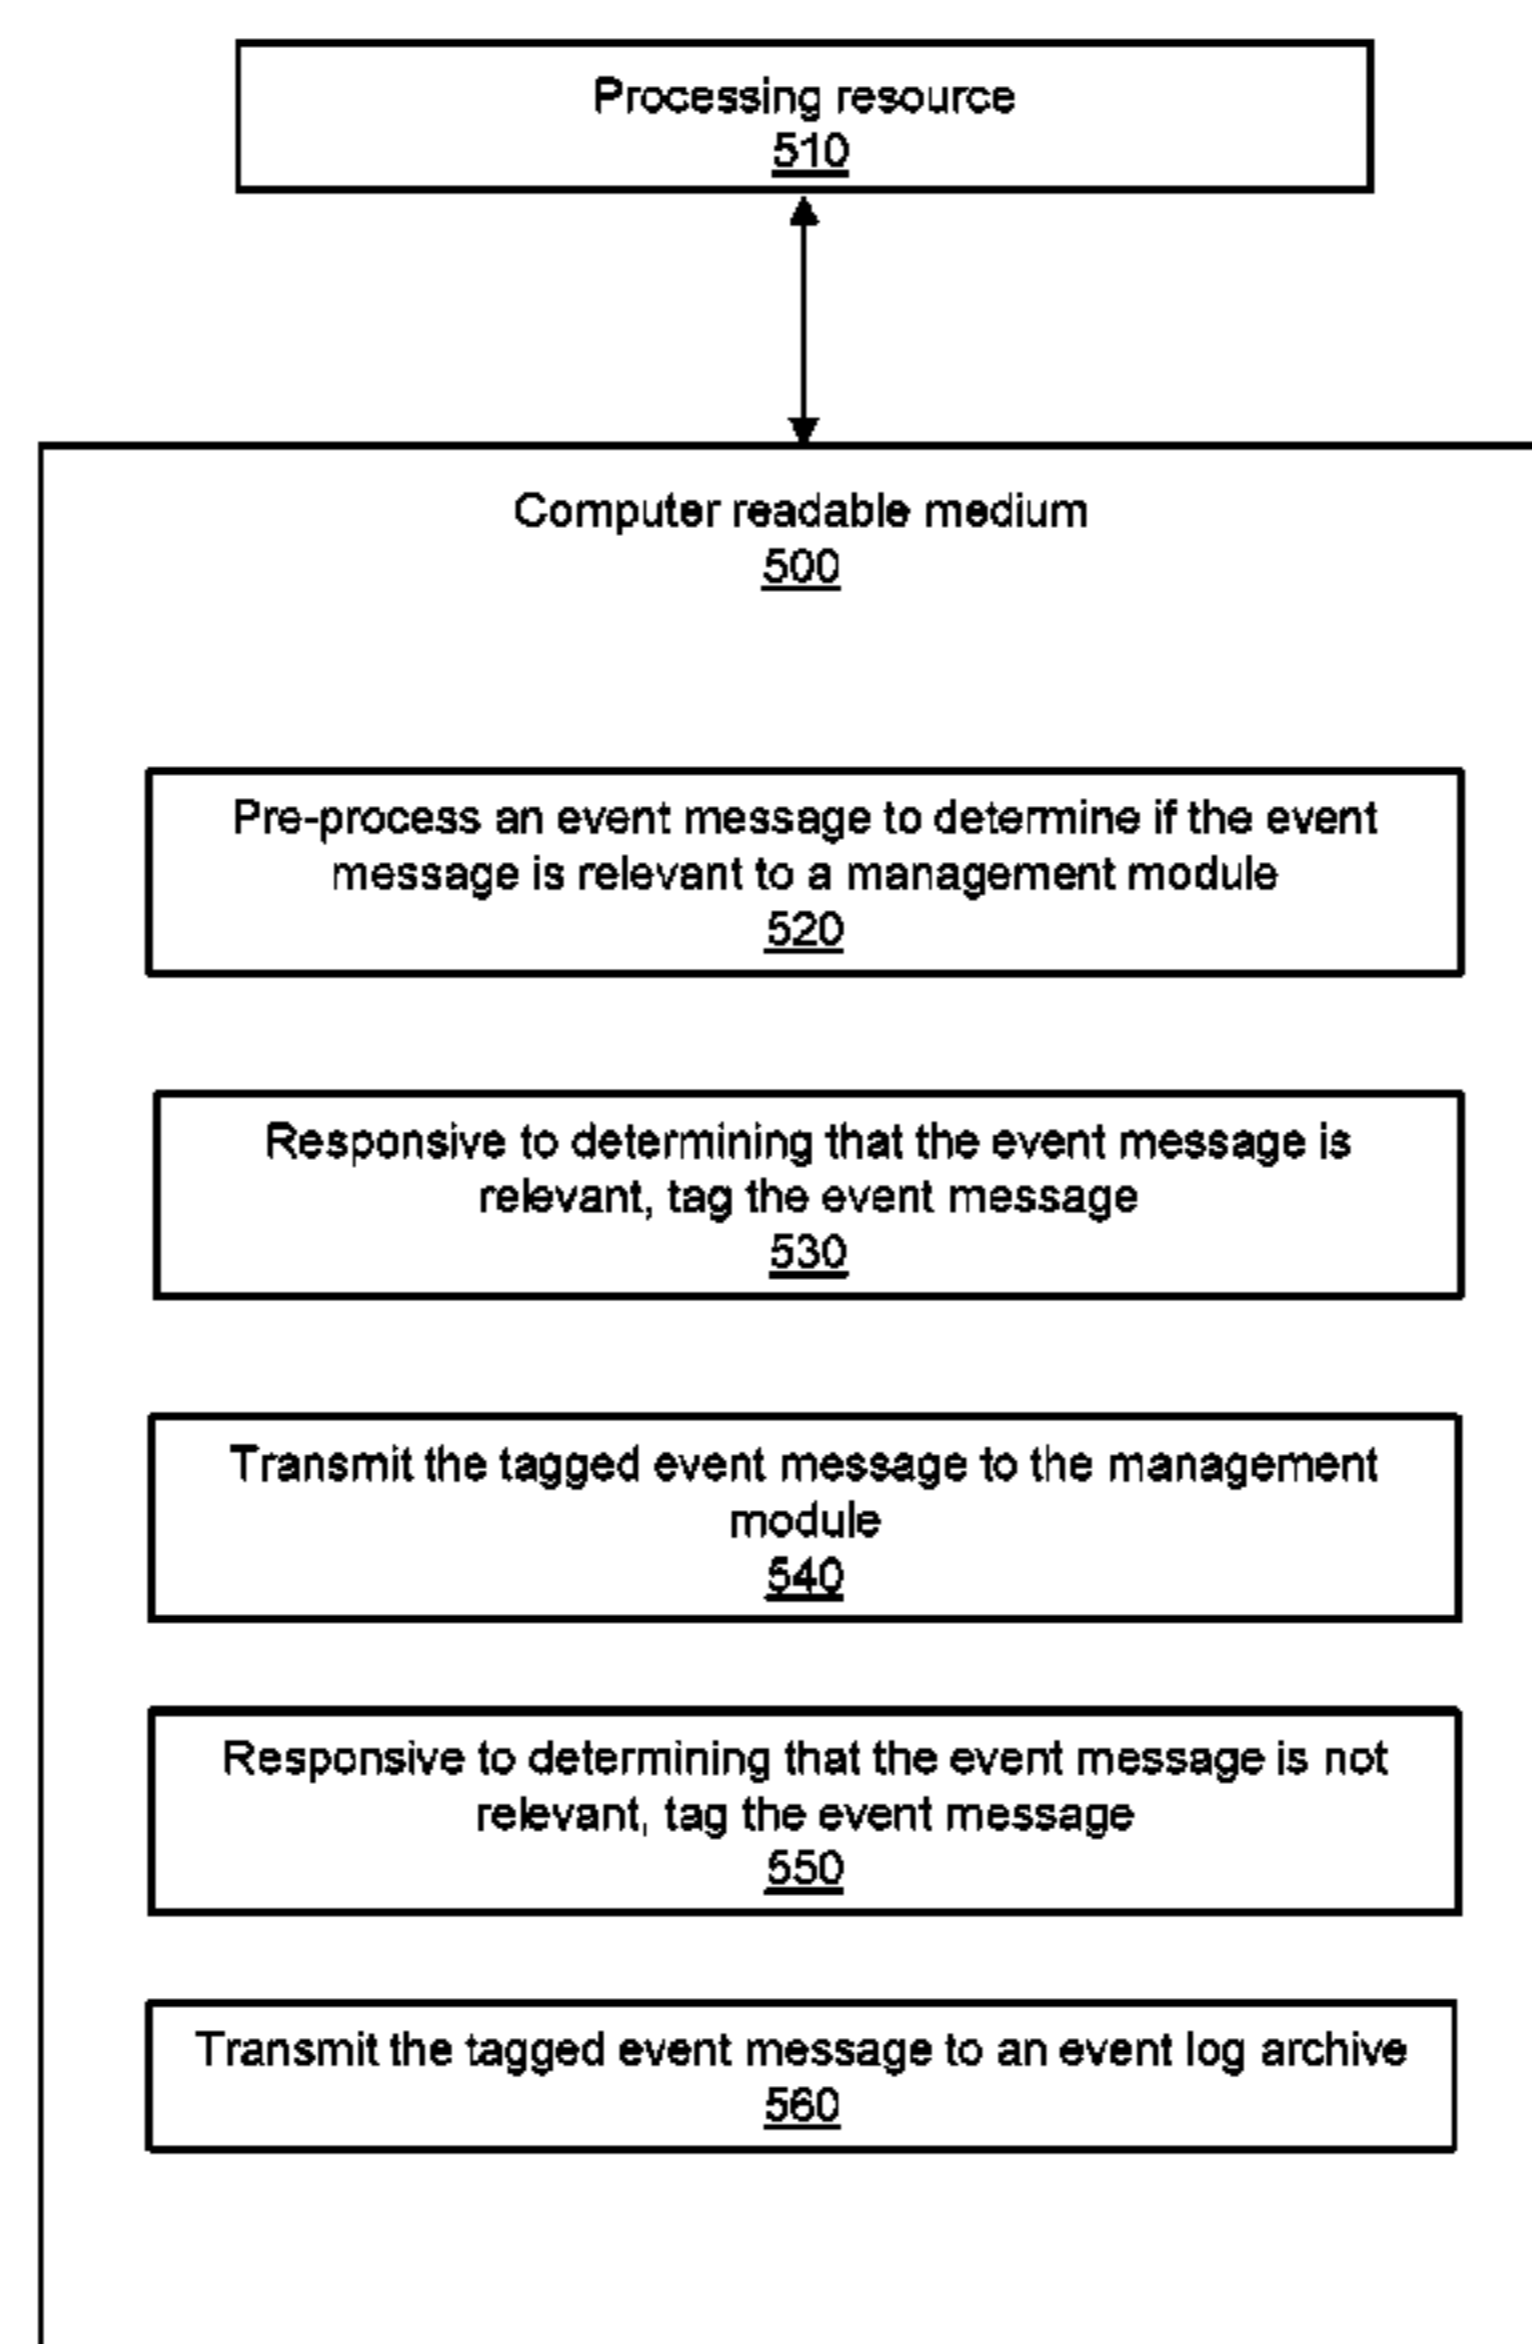 Processing resource
510
Computer readable medium
500
Pre-process an event message to determine if the event
message is relevant to a management module
520
Responsive to determining that the event message is
relevant, tag the event message
530
Transmit the tagged event message to the management
module
540
Responsive to determining that the event message is not
relevant, tag the event message
550
Transmit the tagged event message to an event log archive
560